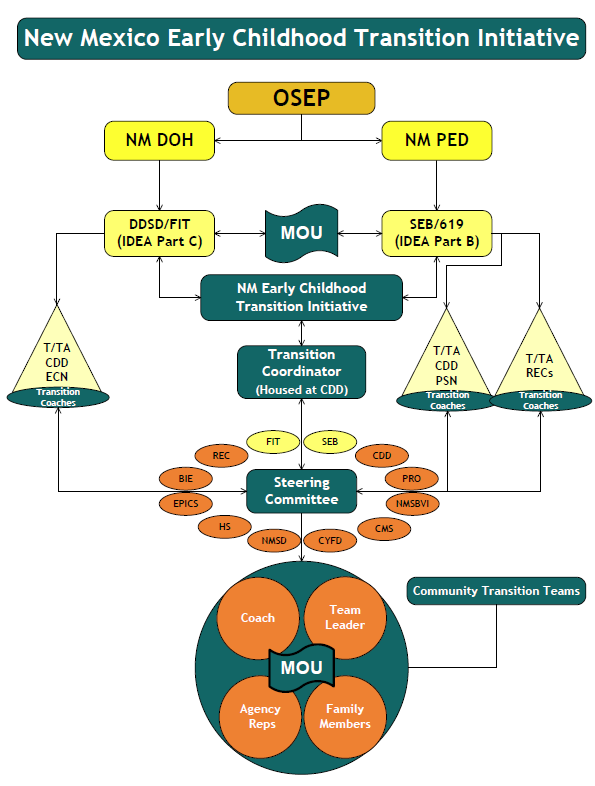 New Mexico Early Childhood Transition Initiative
OSEP
NM DOH
NM PED
DDSD/FIT
(IDEA Part C)
MOU
SEB/619
(IDEA Part B)
NM Early Childhood
Transition Initiative
T/TA
CDD
ECN
Transition
Coaches
Transition
Coordinator
(Housed at CDD)
T/TA
CDD
PSN
Transition
Coaches
T/TA
RECs
Transition
Coaches
FIT
SEB
REC
CDD
BIE
PRO
Steering
Committee
EPICS
NMSBVI
HS
CMS
NMSD
CYFD
Community Transition Teams
Coach
Team
Leader
MOU
Agency
Reps
Family
Members